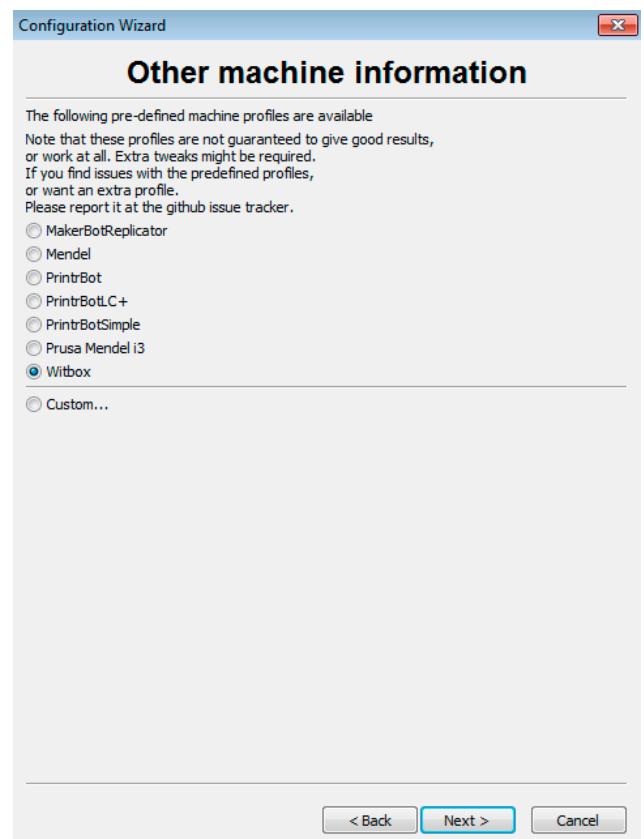 Configuration Wizard
Other machine information
The following pre-defined machine profiles are available
Note that these profiles are not guaranteed to give good results,
or work at all. Extra tweaks might be required.
If you find issues with the predefined profiles,
or want an extra profile.
Please report it at the github issue tracker.
MakerBotReplicator
Mendel
PrintrBot
PrintrBotLC+
PrintrBotSimple
Prusa Mendel i3
Witbox
Custom...
< Back Next > Cancel